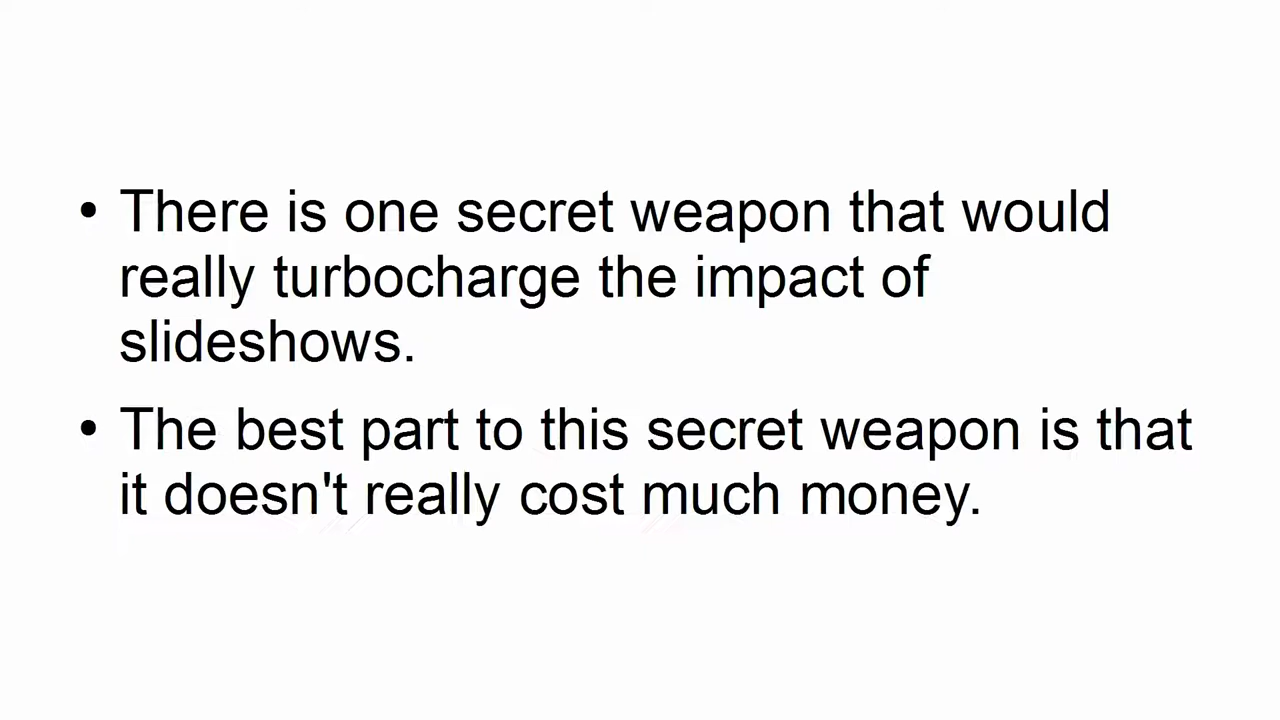 • There is one secret weapon that would
really turbocharge the impact of
slideshows.
• The best part to this secret weapon is that
it doesn't really cost much money.